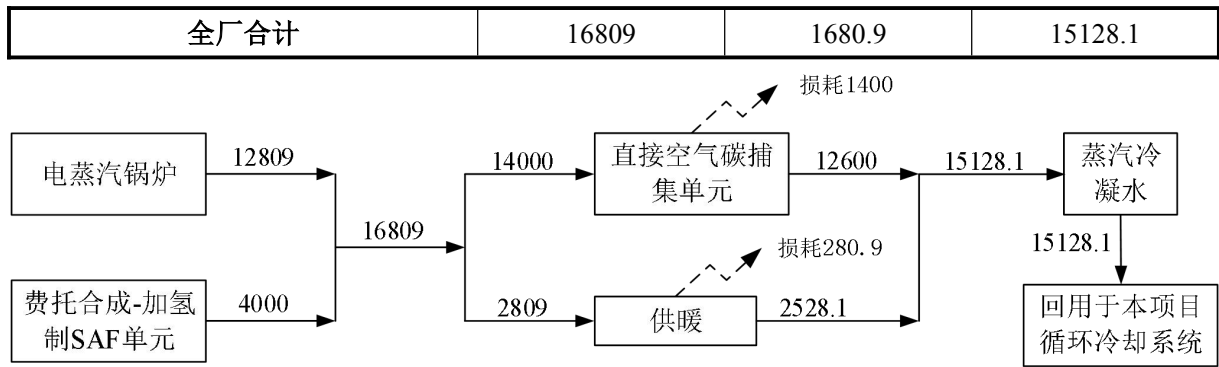 全厂合计 16809 1680.9 15128.1
损耗1400
电蒸汽锅炉
12809
14000
直接空气碳捕
集单元
12600
15128.1
蒸汽冷
凝水
16809
15128.1
损耗280.9
费托合成-加氢
制SAF单元
4000
2809
供暖
2528.1
回用于本项目
循环冷却系统